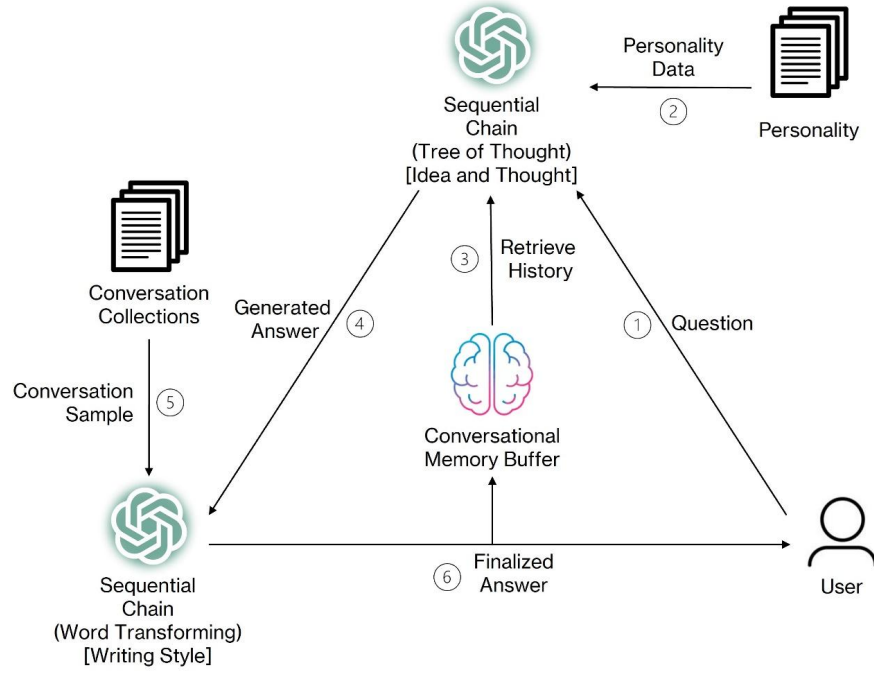 Personality
Data
2
Personality
Sequential
Chain
(Tree of Thought)
[Idea and Thought]
3
Retrieve
History
Conversation
Collections
Generated
Answer
4
1
Question
Conversation
Sample
5
Conversational
Memory Buffer
6
Finalized
Answer
User
Sequential
Chain
(Word Transforming)
[Writing Style]